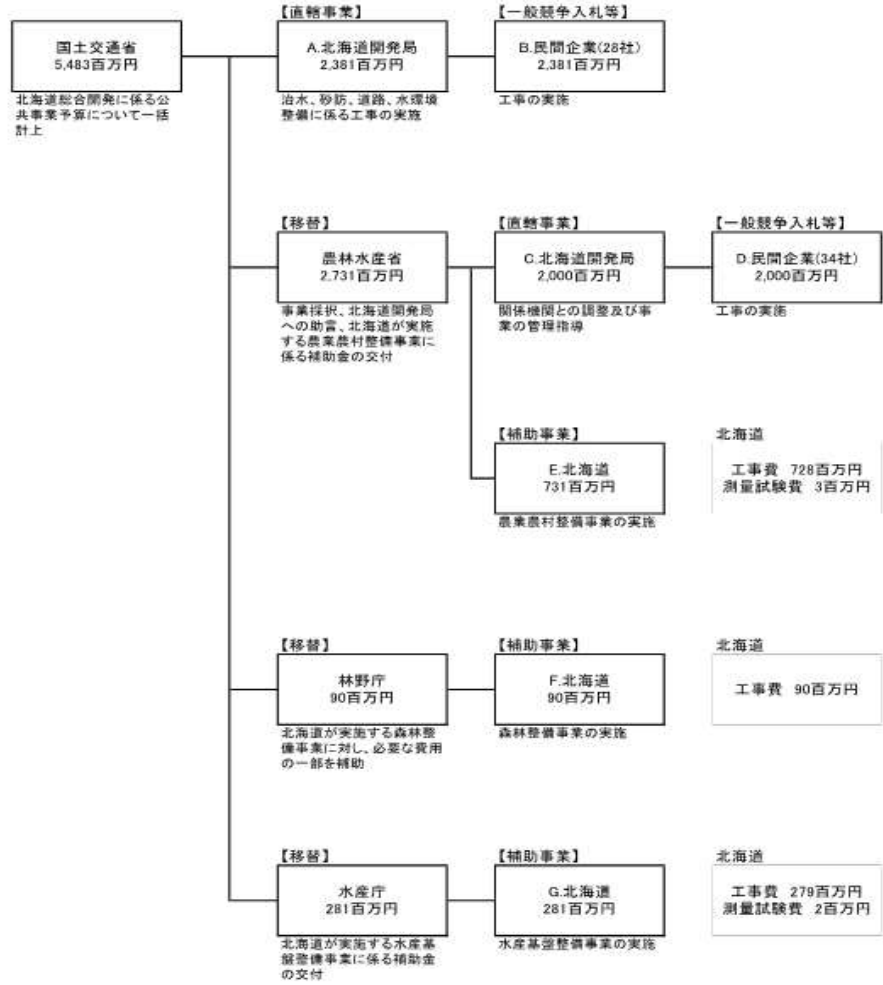 国土交通省
5,483百万円
北海道総合開発に係る公
共事業予算について一括
計上
【直轄事業】
A.北海道開発局
2,381百万円
治水、砂防、道路、水環境
整備に係る工事の実施
【一般競争入札等】
B.民間企業(28社)
2,381百万円
工事の実施
【移替】
農林水産省
2,731百万円
事業採択、北海道開発局
への助言、北海道が実施
する農業農村整備事業に
係る補助金の交付
【直轄事業】
C.北海道開発局
2,000百万円
関係機関との調整及び事
業の管理指導
【一般競争入札等】
D.民間企業(34社)
2,000百万円
工事の実施
【補助事業】
E.北海道
731百万円
農業農村整備事業の実施
北海道
工事費 728百万円
測量試験費 3百万円
【移替】
林野庁
90百万円
北海道が実施する森林整
備事業に対し、必要な費用
の一部を補助
【補助事業】
F.北海道
90百万円
森林整備事業の実施
北海道
工事費 90百万円
【移替】
水産庁
281百万円
北海道が実施する水産基
盤整備事業に係る補助金
の交付
【補助事業】
G.北海道
281百万円
水産基盤整備事業の実施
北海道
工事費 279百万円
測量試験費 2百万円